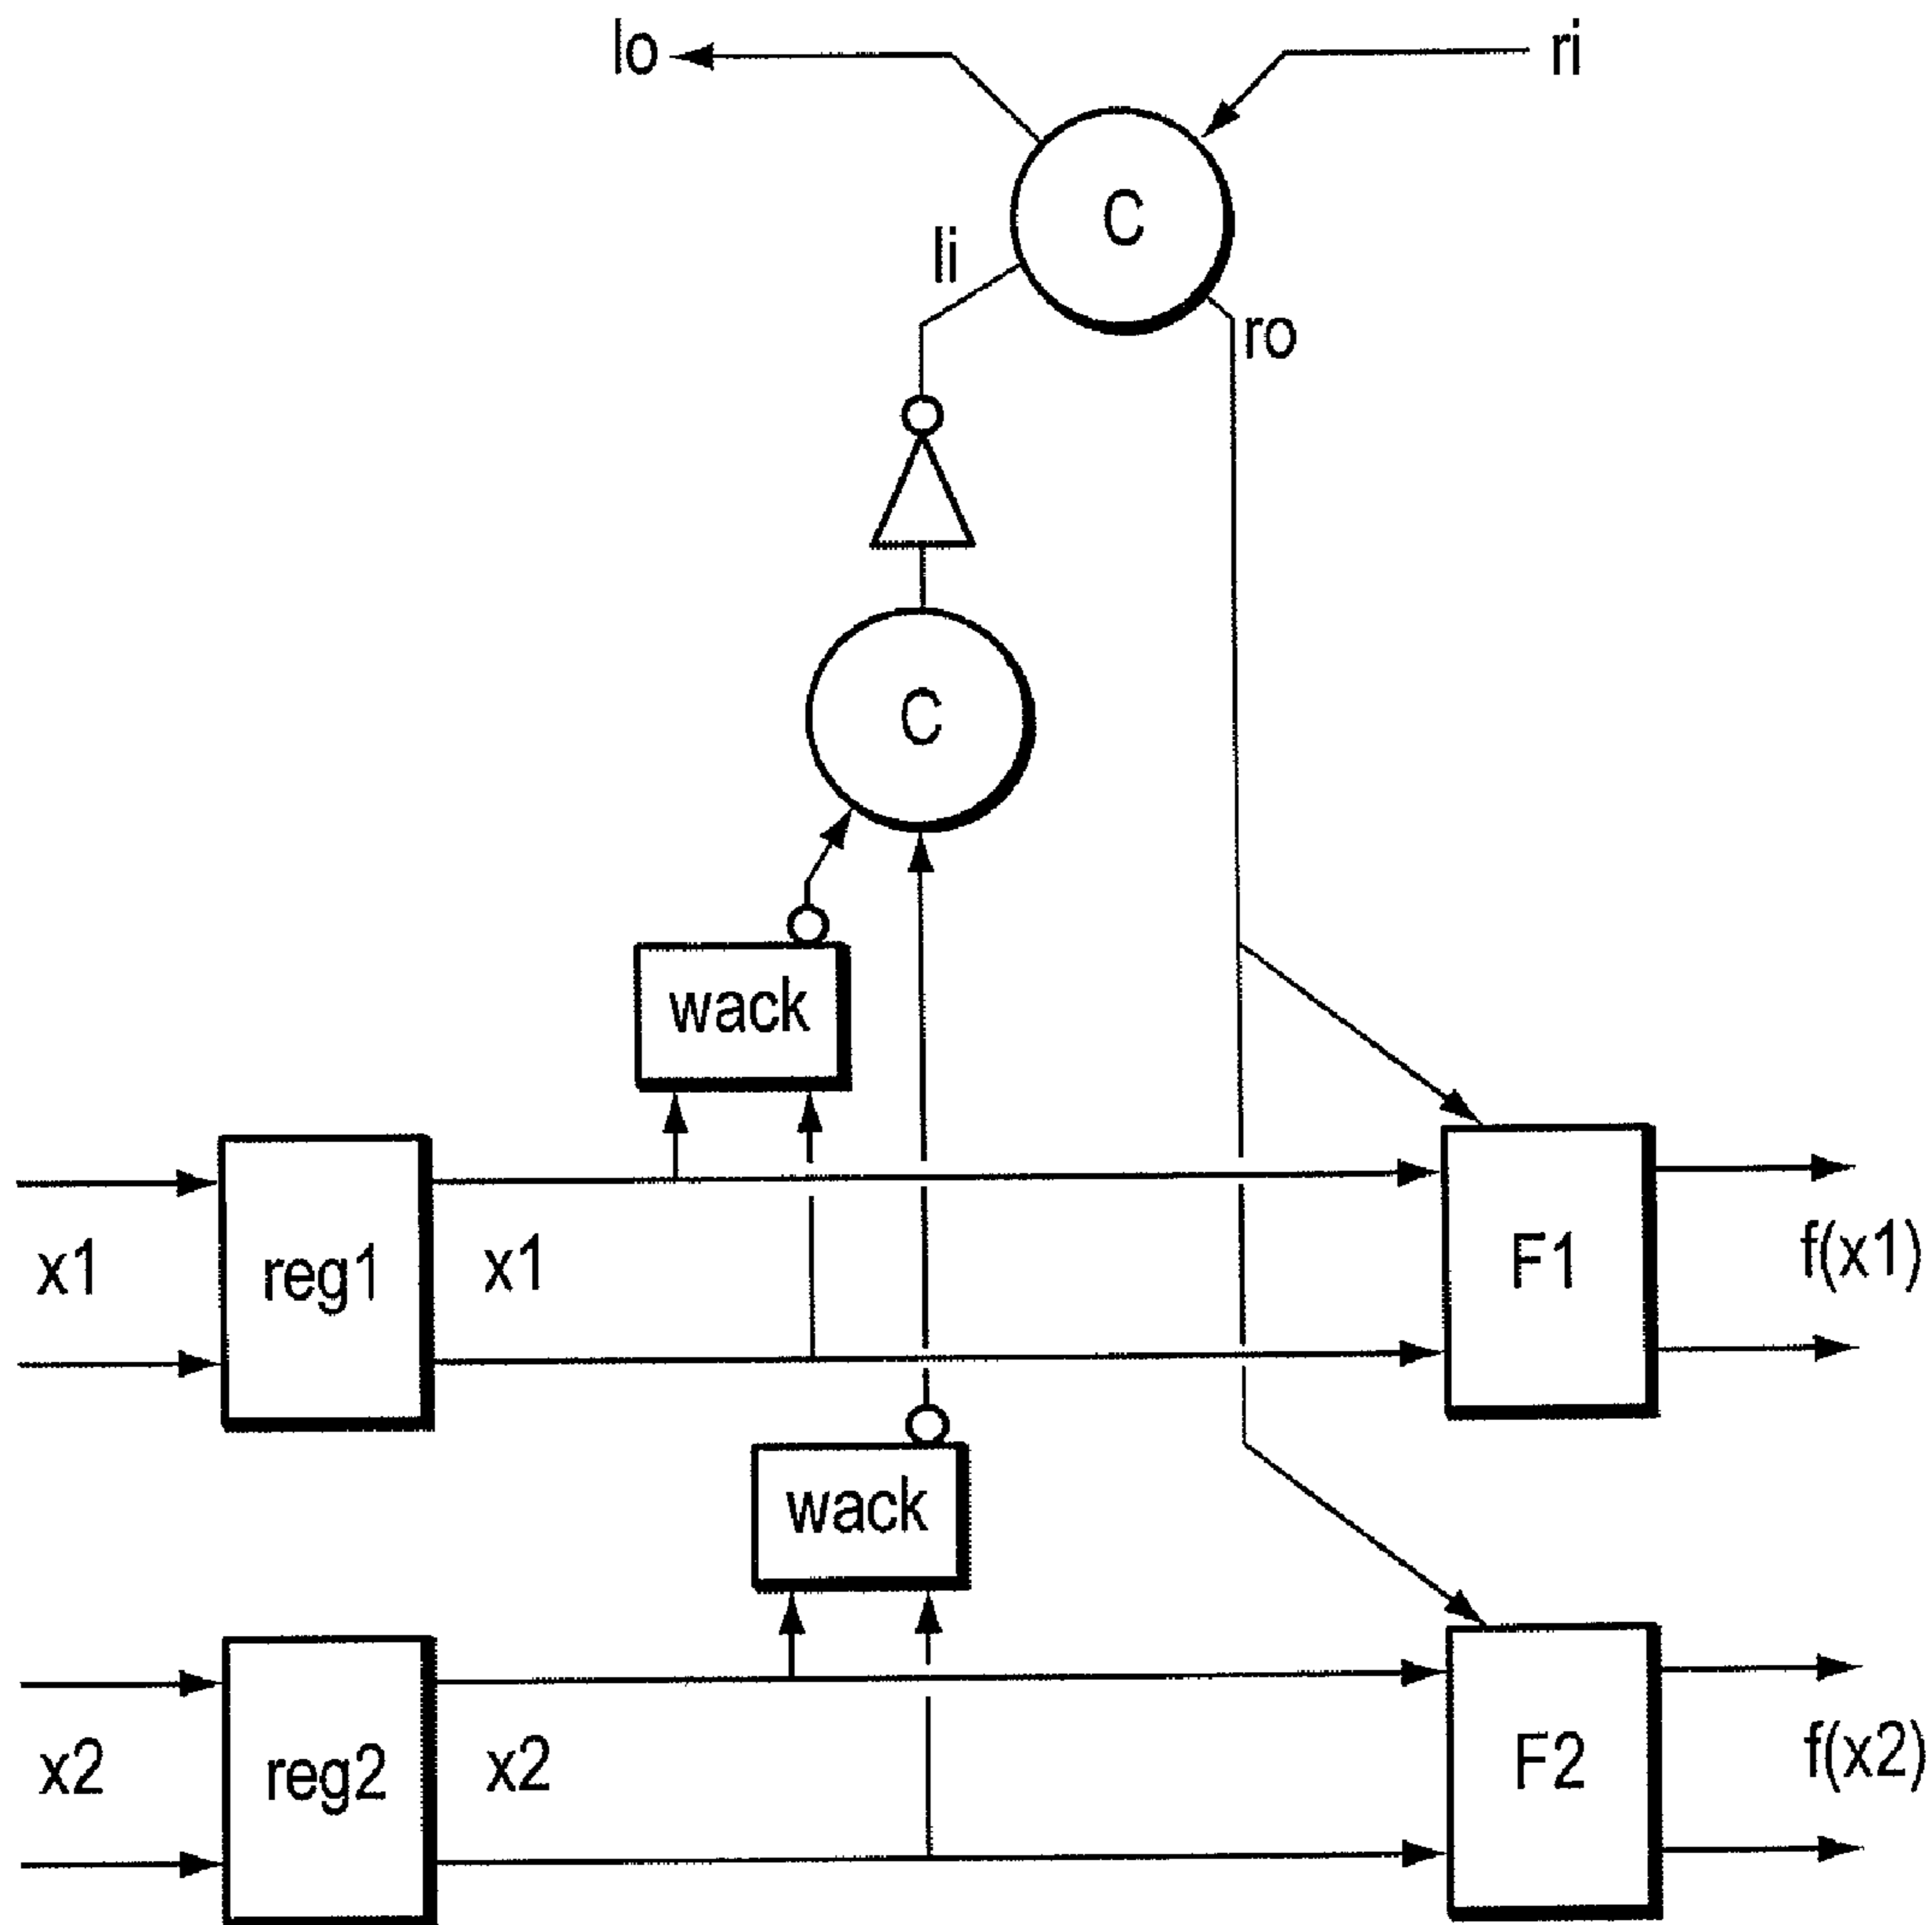 lo
ri
C
li
ro
C
wack
x1
reg1
x1
F1
f(x1)
wack
x2
reg2
x2
F2
f(x2)